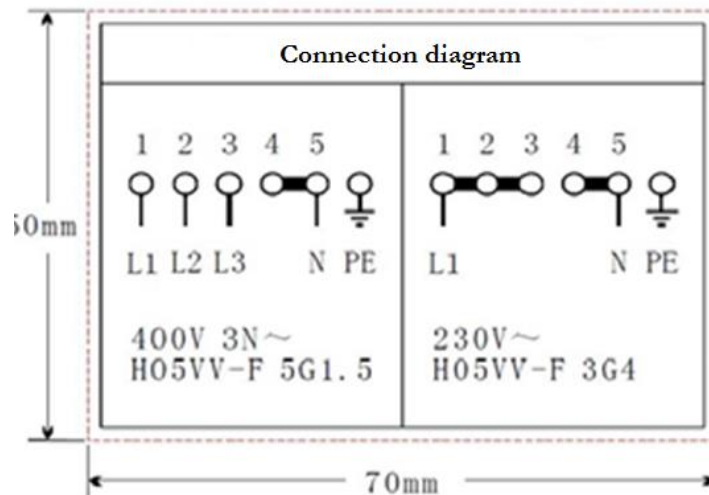 Connection diagram
1 2 3 4 5
L1 L2 L3 N PE
400V 3N～
H05VV-F 5G1.5
1 2 3 4 5
L1 N PE
230V～
H05VV-F 3G4
50mm
70mm